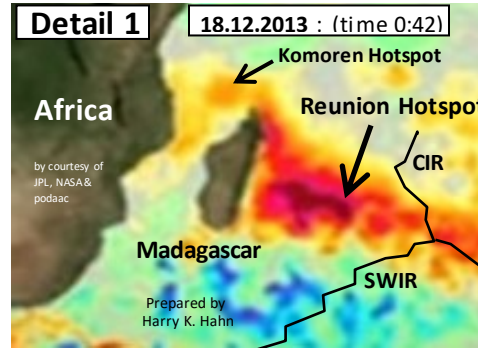 Detail 1
18.12.2013 : (time 0:42)
Komoren Hotspot
Africa
Reunion Hotspot
by courtesy of
JPL, NASA &
podaac
CIR
Madagascar
SWIR
Prepared by
Harry K. Hahn